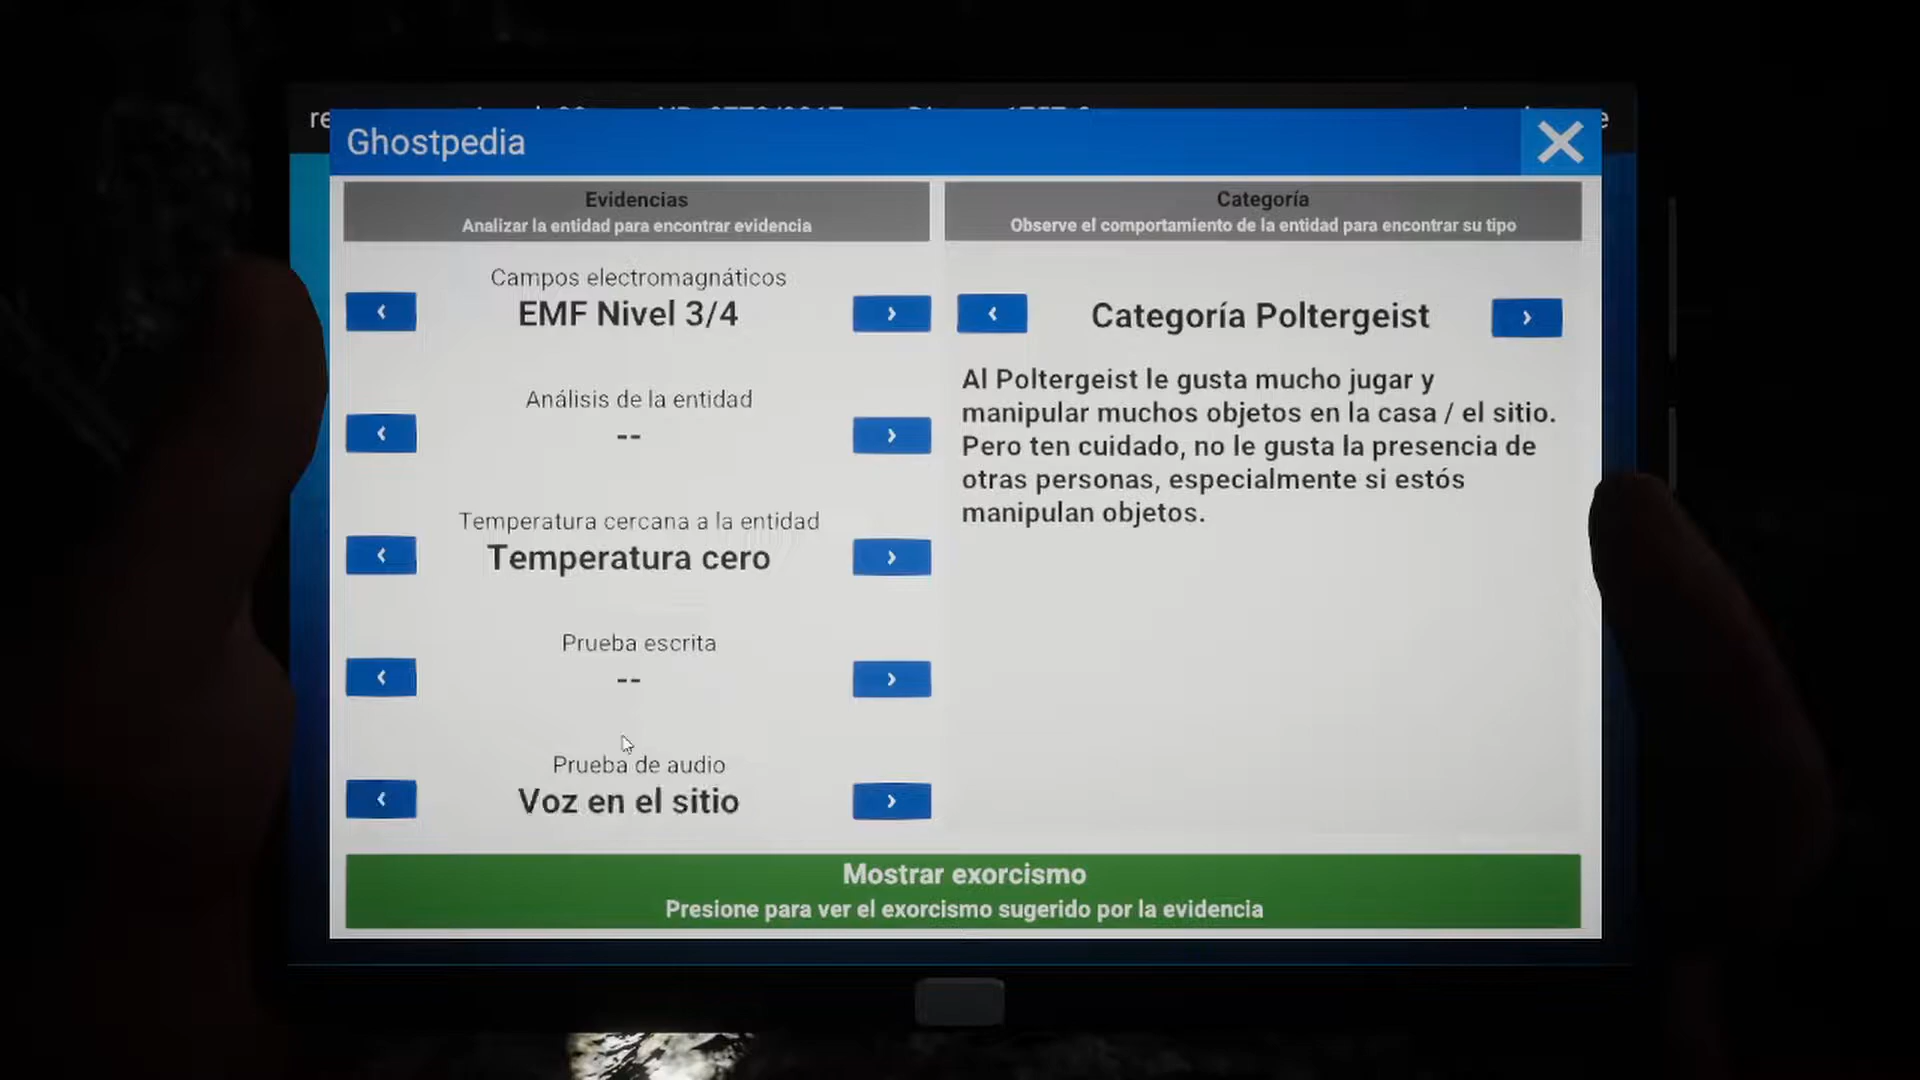 Ghostpedia
Evidencias
Analizar la entidad para encontrar evidencia
Campos electromagnéticos
EMF Nivel 3/4
Análisis de la entidad
--
Temperatura cercana a la entidad
Temperatura cero
Prueba escrita
--
Prueba de audio
Voz en el sitio
Categoría
Observe el comportamiento de la entidad para encontrar su tipo
Categoría Poltergeist
Al Poltergeist le gusta mucho jugar y
manipular muchos objetos en la casa / el sitio.
Pero ten cuidado, no le gusta la presencia de
otras personas, especialmente si estós
manipulan objetos.
Mostrar exorcismo
Presione para ver el exorcismo sugerido por la evidencia